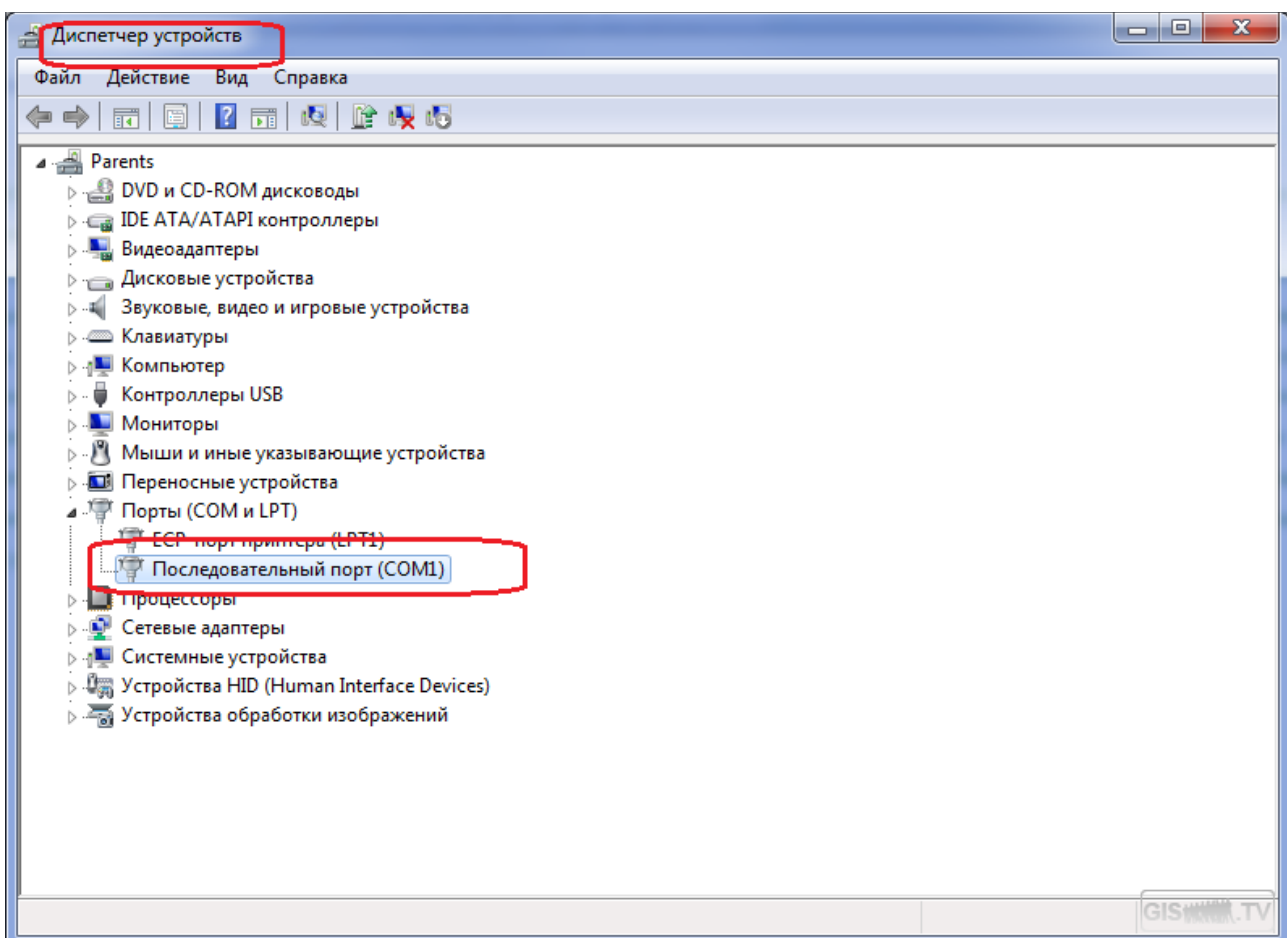 Диспетчер устройств
Файл Действие Вид Справка
Parents
DVD и CD-ROM дисководы
IDE ATA/ATAPI контроллеры
Видеоадаптеры
Дисковые устройства
Звуковые, видео и игровые устройства
Клавиатуры
Компьютер
Контроллеры USB
Мониторы
Мыши и иные указывающие устройства
Переносные устройства
Порты (COM и LPT)
ECP-порт принтера (LPT1)
Последовательный порт (COM1)
Процессоры
Сетевые адаптеры
Системные устройства
Устройства HID (Human Interface Devices)
Устройства обработки изображений
GIS .TV